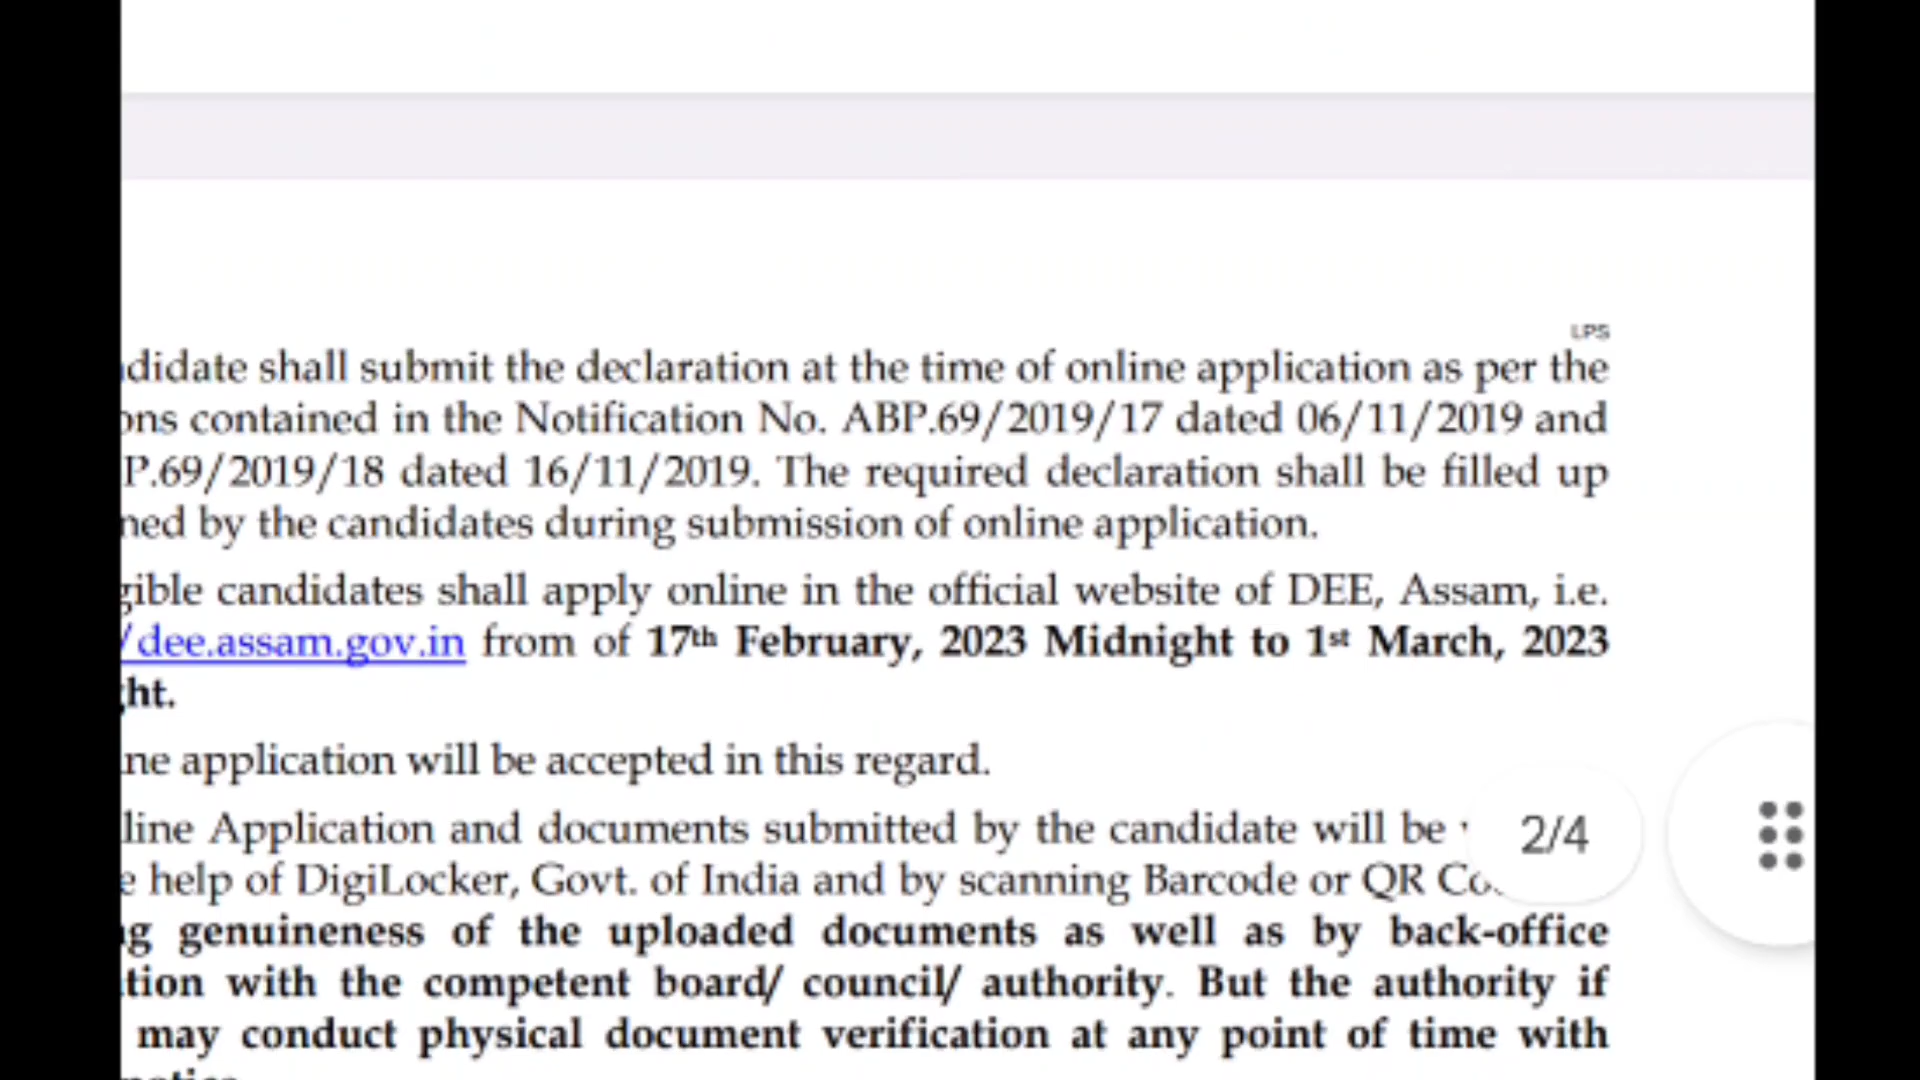 LPS
didate shall submit the declaration at the time of online application as per the
ons contained in the Notification No. ABP.69/2019/17 dated 06/11/2019 and
P.69/2019/18 dated 16/11/2019. The required declaration shall be filled up
ned by the candidates during submission of online application.
gible candidates shall apply online in the official website of DEE, Assam, i.e.
/dee.assam.gov.in from of 17th February, 2023 Midnight to 1st March, 2023
ght.
ne application will be accepted in this regard.
line Application and documents submitted by the candidate will be
2/4
e help of DigiLocker, Govt. of India and by scanning Barcode or QR Co
g genuineness of the uploaded documents as well as by back-office
tion with the competent board/ council/ authority. But the authority if
may conduct physical document verification at any point of time with